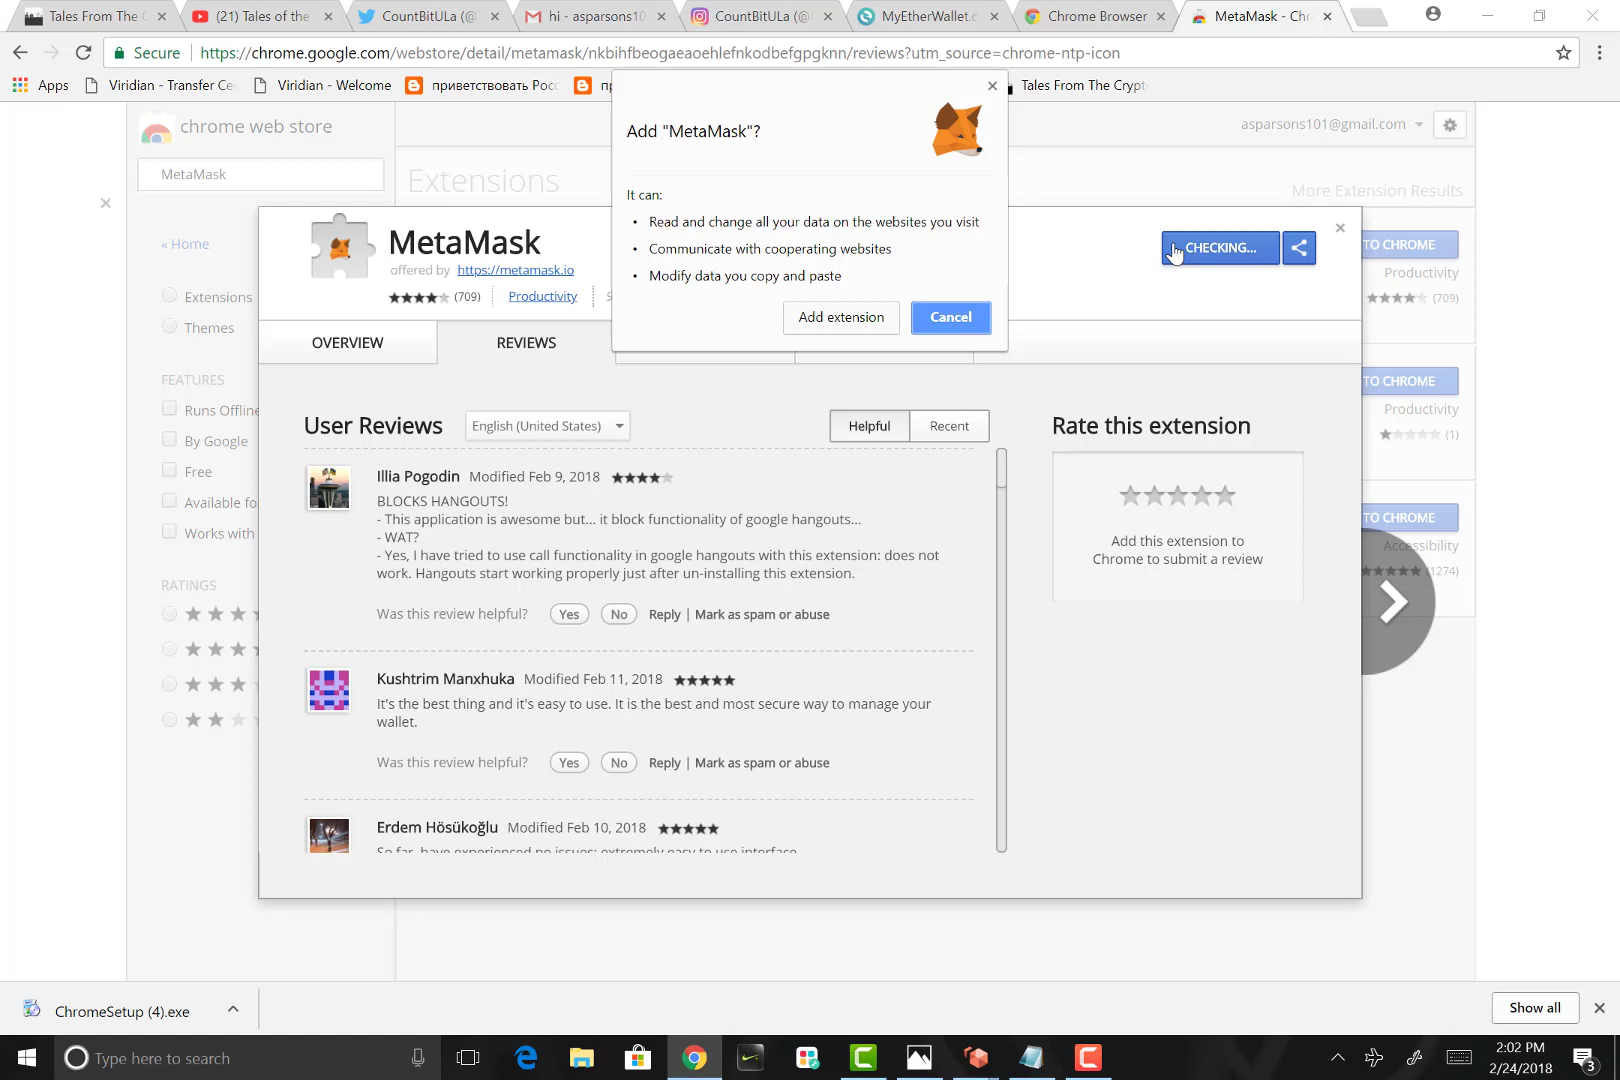 Tales From The C
(21) Tales of the
CountBitULa (@
hi - asparsons10
CountBitULa (@
MyEtherWallet.c
Chrome Browser
MetaMask - Chr
Secure
https://chrome.google.com/webstore/detail/metamask/nkbihfbeogaeaoehlefnkodbefgpgknn/reviews?utm_source=chrome-ntp-icon
Apps
Viridian - Transfer Ce
Viridian - Welcome
приветствовать Росс
Tales From The Crypt
chrome web store
asparsons101@gmail.com
MetaMask
Extensions
More Extension Results
Add "MetaMask"?
It can:
• Read and change all your data on the websites you visit
• Communicate with cooperating websites
• Modify data you copy and paste
Add extension
Cancel
« Home
Extensions
Themes
FEATURES
Runs Offline
By Google
Free
Available fo
Works with
RATINGS
MetaMask
offered by https://metamask.io
(709)
Productivity
CHECKING...
OVERVIEW
REVIEWS
TO CHROME
Productivity
(709)
TO CHROME
Productivity
(1)
TO CHROME
Accessibility
(1274)
User Reviews
English (United States)
Helpful
Recent
Rate this extension
Add this extension to
Chrome to submit a review
Illia Pogodin Modified Feb 9, 2018
BLOCKS HANGOUTS!
- This application is awesome but... it block functionality of google hangouts...
- WAT?
- Yes, I have tried to use call functionality in google hangouts with this extension: does not
work. Hangouts start working properly just after un-installing this extension.
Was this review helpful? Yes No Reply | Mark as spam or abuse
Kushtrim Manxhuka Modified Feb 11, 2018
It's the best thing and it's easy to use. It is the best and most secure way to manage your
wallet.
Was this review helpful? Yes No Reply | Mark as spam or abuse
Erdem Hösükoğlu Modified Feb 10, 2018
So far, have experienced no issues; extremely easy to use interface
ChromeSetup (4).exe
Show all
Type here to search
2:02 PM
2/24/2018
3